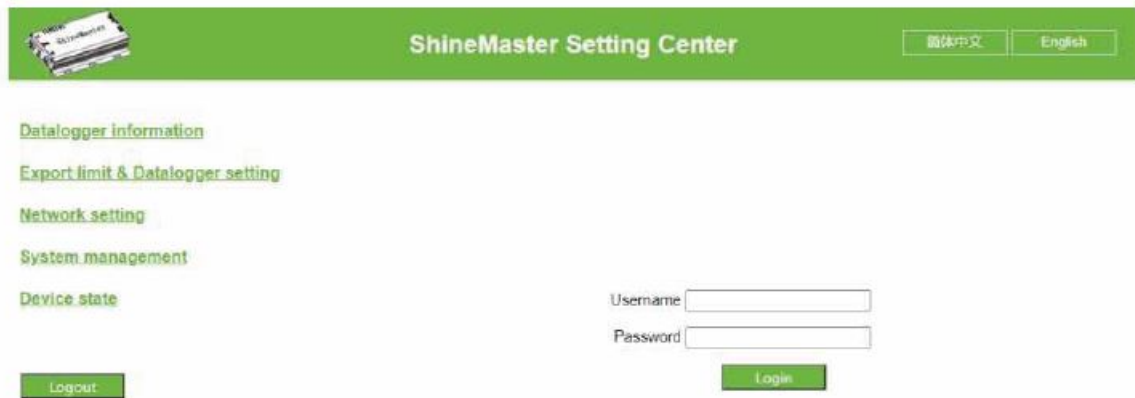 ShineMaster
ShineMaster Setting Center
简体中文
English
Datalogger information
Export limit & Datalogger setting
Network setting
System management
Device state
Username
Password
Login
Logout